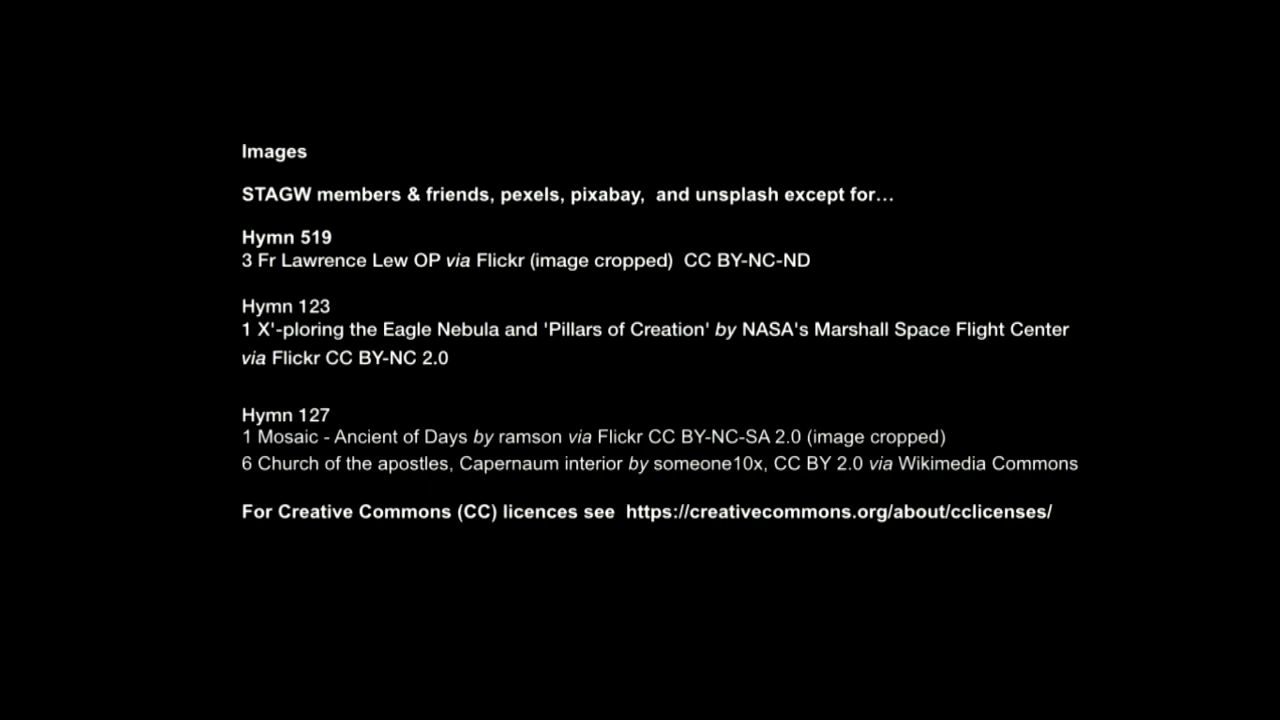 Images
STAGW members & friends, pexels, pixabay,  and unsplash except for…
Hymn 519
3 Fr Lawrence Lew OP via Flickr (image cropped)  CC BY-NC-ND
Hymn 123
1 X'-ploring the Eagle Nebula and 'Pillars of Creation' by NASA's Marshall Space Flight Center
via Flickr CC BY-NC 2.0
Hymn 127
1 Mosaic - Ancient of Days by ramson via Flickr CC BY-NC-SA 2.0 (image cropped)
6 Church of the apostles, Capernaum interior by someone10x, CC BY 2.0 via Wikimedia Commons
For Creative Commons (CC) licences see  https://creativecommons.org/about/cclicenses/